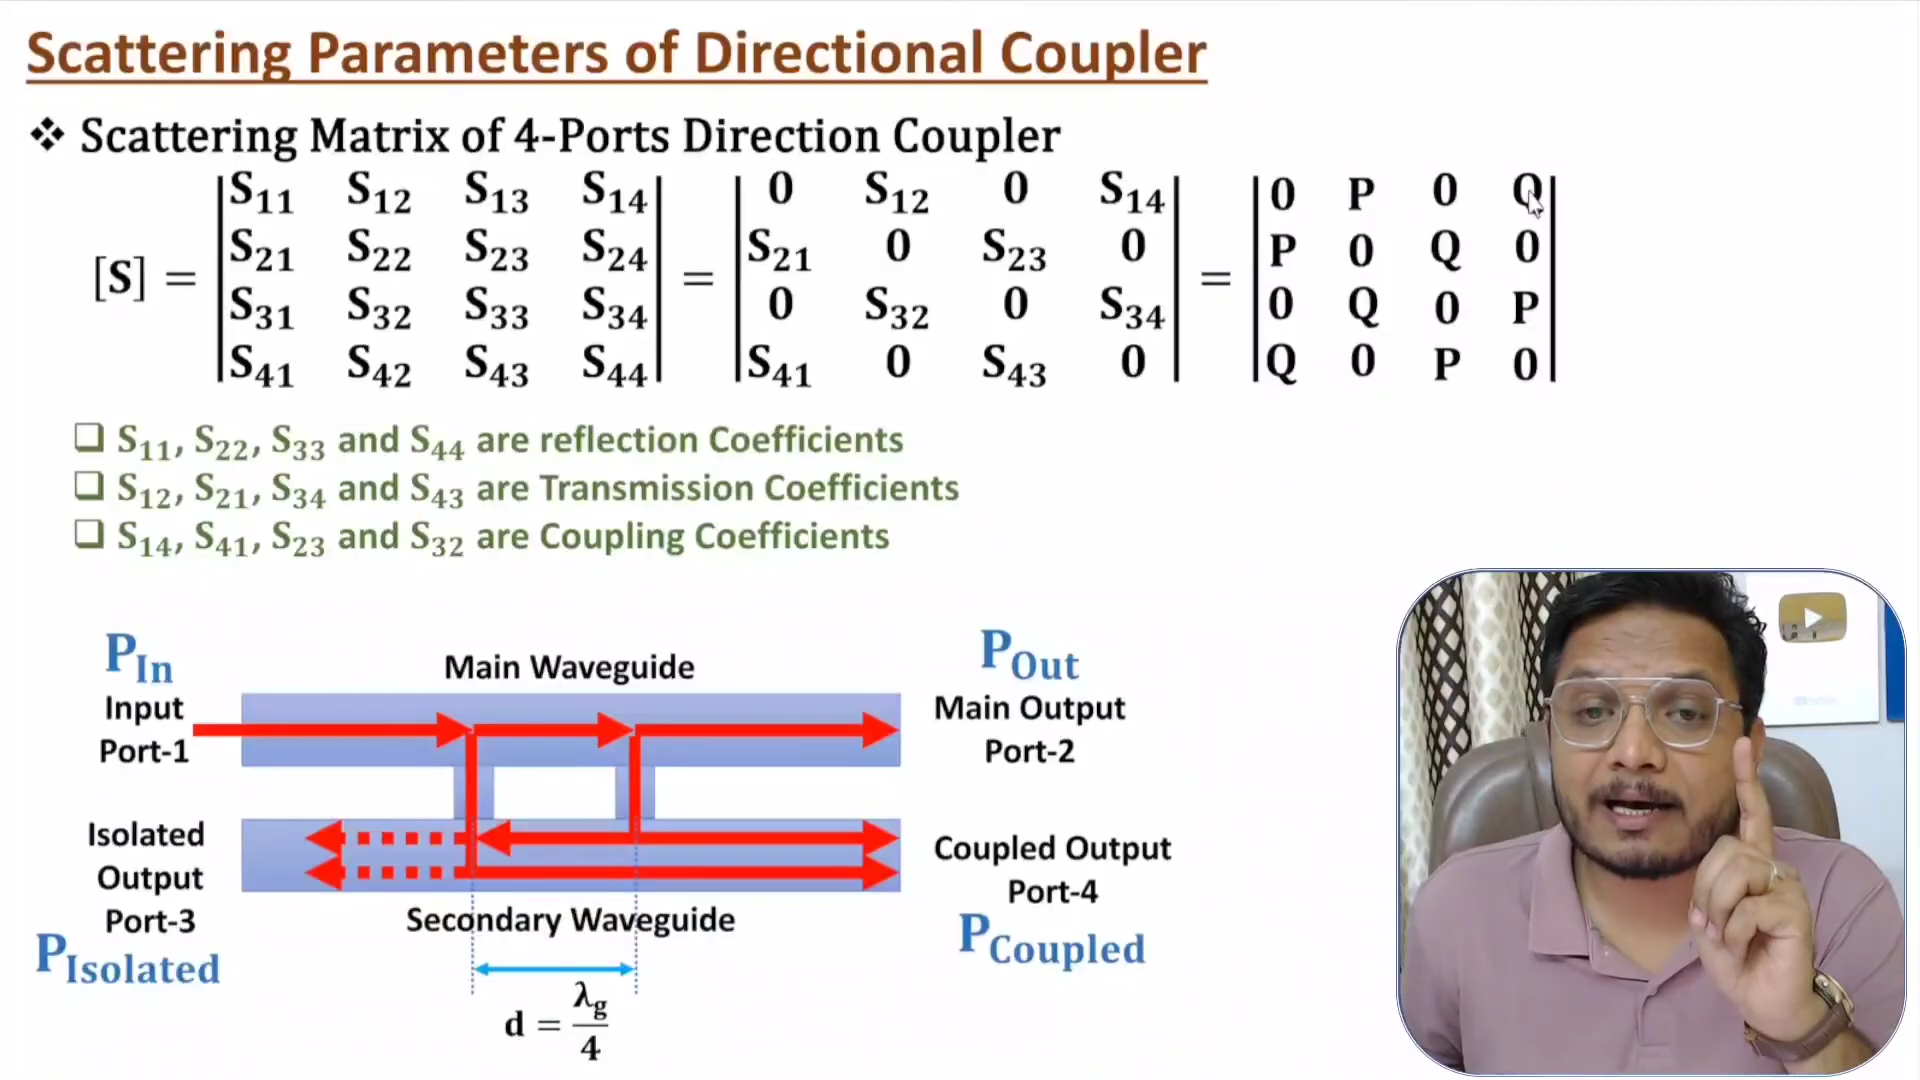 Scattering Parameters of Directional Coupler
❖ Scattering Matrix of 4-Ports Direction Coupler
[S] = |S₁₁ S₁₂ S₁₃ S₁₄| = |0 S₁₂ 0 S₁₄| = |0 P 0 Q|
|S₂₁ S₂₂ S₂₃ S₂₄| |S₂₁ 0 S₂₃ 0| |P 0 Q 0|
|S₃₁ S₃₂ S₃₃ S₃₄| |0 S₃₂ 0 S₃₄| |0 Q 0 P|
|S₄₁ S₄₂ S₄₃ S₄₄| |S₄₁ 0 S₄₃ 0| |Q 0 P 0|
❑ S₁₁, S₂₂, S₃₃ and S₄₄ are reflection Coefficients
❑ S₁₂, S₂₁, S₃₄ and S₄₃ are Transmission Coefficients
❑ S₁₄, S₄₁, S₂₃ and S₃₂ are Coupling Coefficients
P_In
Input
Port-1
Main Waveguide
P_Out
Main Output
Port-2
Isolated
Output
Port-3
P_Isolated
Secondary Waveguide
Coupled Output
Port-4
P_Coupled
d = λg/4